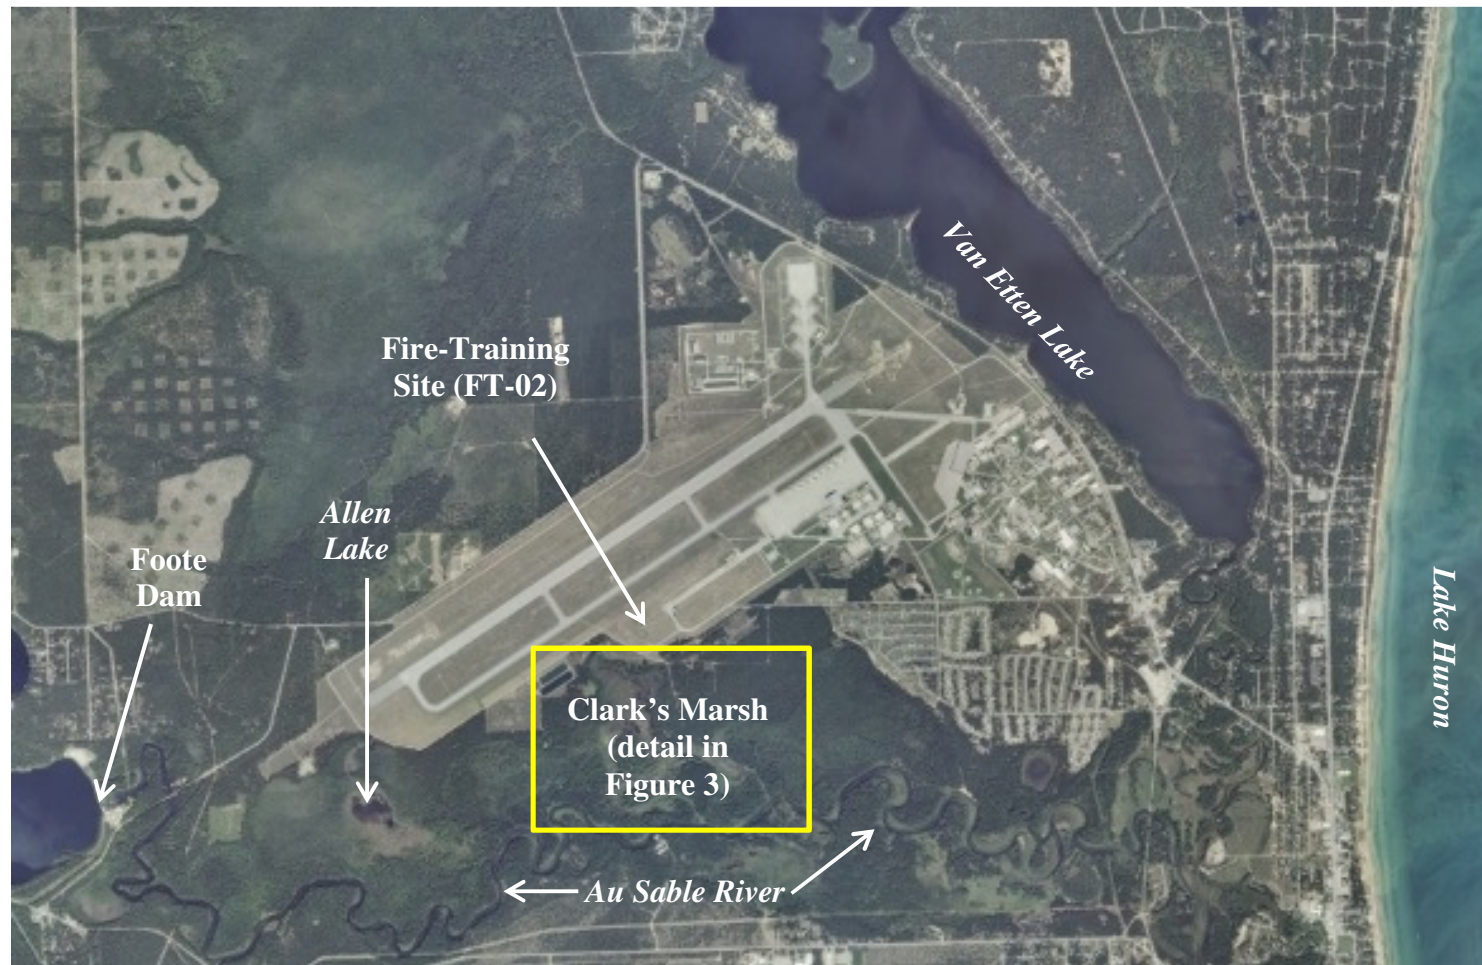 Van Etten Lake
Fire-Training
Site (FT-02)
Allen
Lake
Foote
Dam
Lake Huron
Clark’s Marsh
(detail in
Figure 3)
Au Sable River